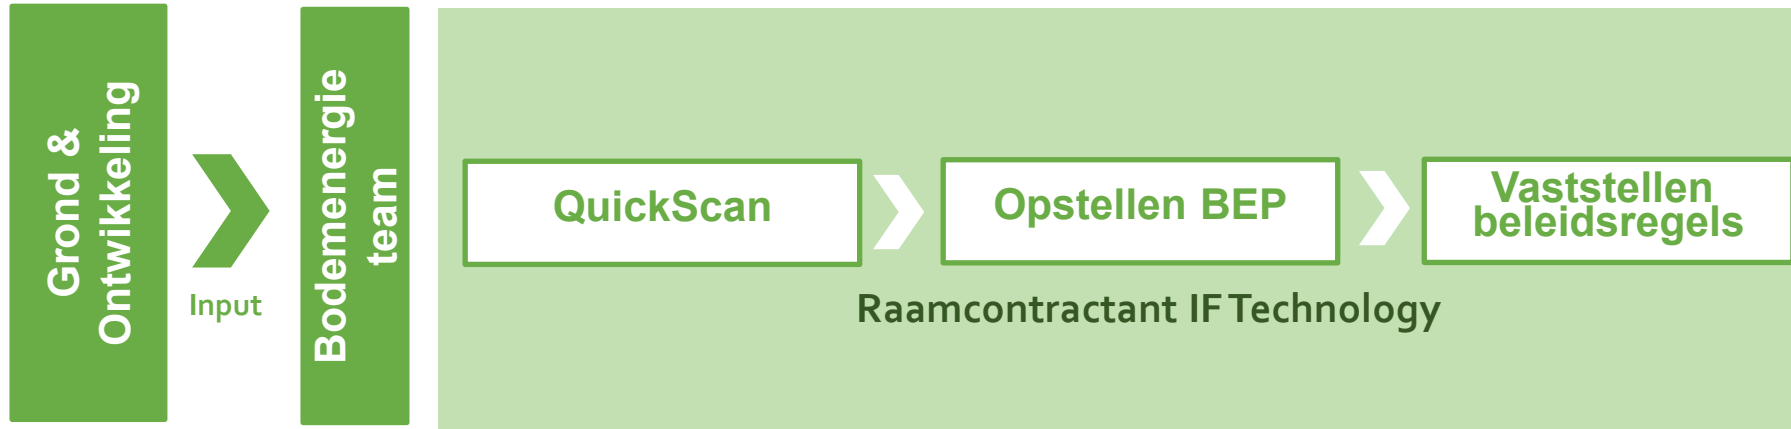 Grond &
Ontwikkeling
Input
Bodemenergie
team
QuickScan
Opstellen BEP
Vaststellen
beleidsregels
Raamcontractant IF Technology